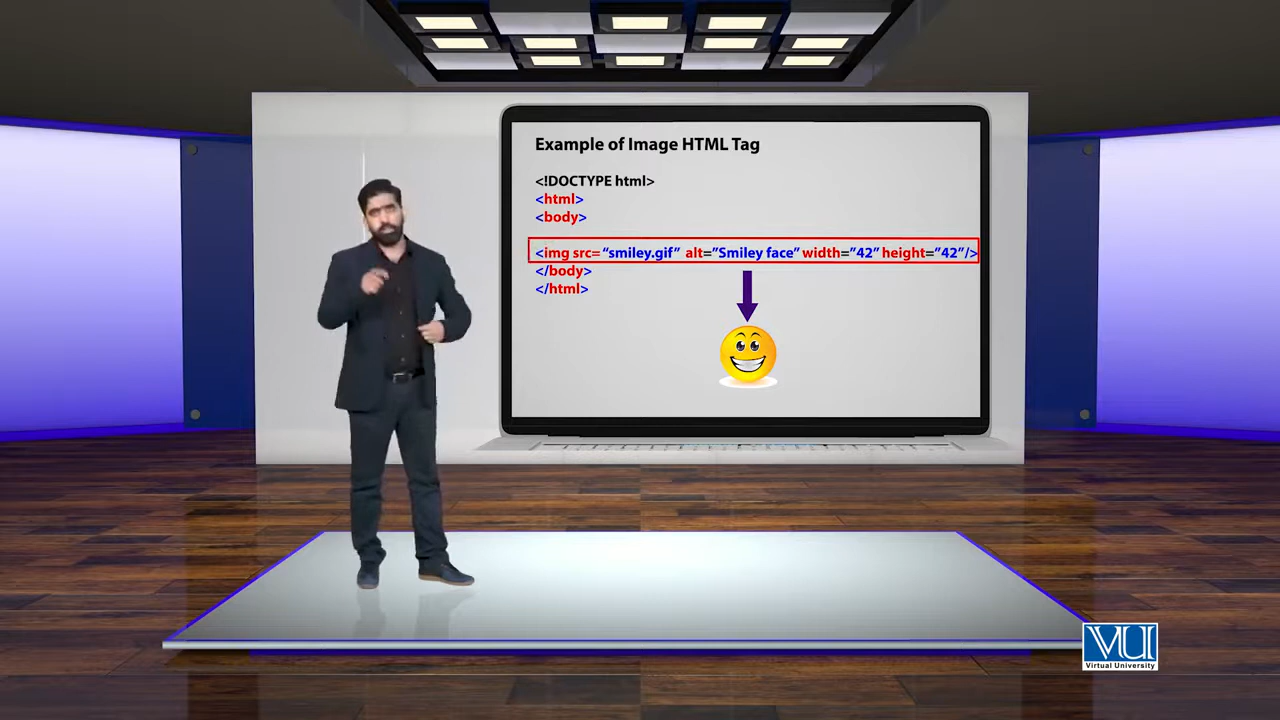 Example of Image HTML Tag
<!DOCTYPE html>
<html>
<body>
<img src= “smiley.gif” alt=”Smiley face” width=”42” height=”42”/>
</body>
</html>
VU
Virtual University